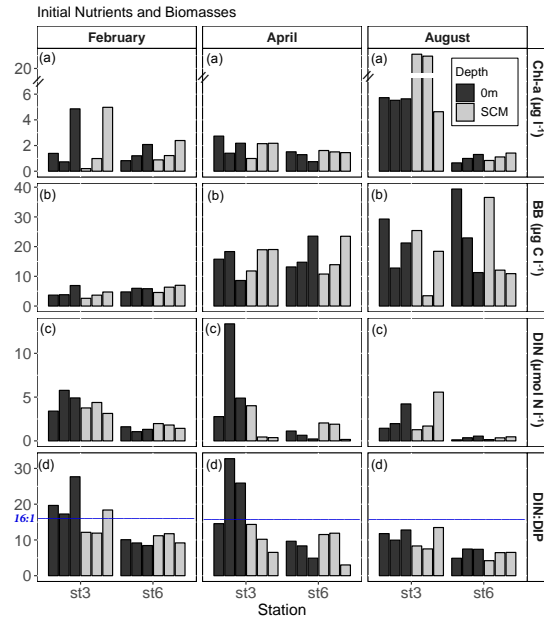 Initial Nutrients and Biomasses
February April August
(a) (a) (a)
Depth
0m
SCM
20
6
4
2
0
Chl-a (µg l⁻¹)
(b) (b) (b)
40
30
20
10
0
BB (µg C l⁻¹)
(c) (c) (c)
10
5
0
DIN (µmol N l⁻¹)
(d) (d) (d)
30
20
16:1
10
0
DIN:DIP
st3 st6 st3 st6 st3 st6
Station